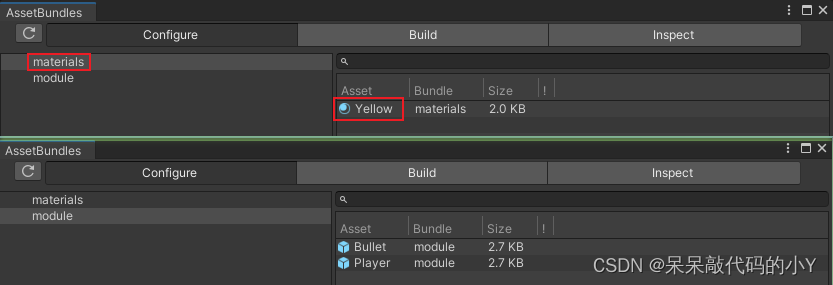 AssetBundles
Configure Build Inspect
materials
module
Asset Bundle Size !
Yellow materials 2.0 KB
AssetBundles
Configure Build Inspect
materials
module
Asset Bundle Size !
Bullet module 2.7 KB
Player module 2.7 KB
CSDN @呆呆敲代码的小Y